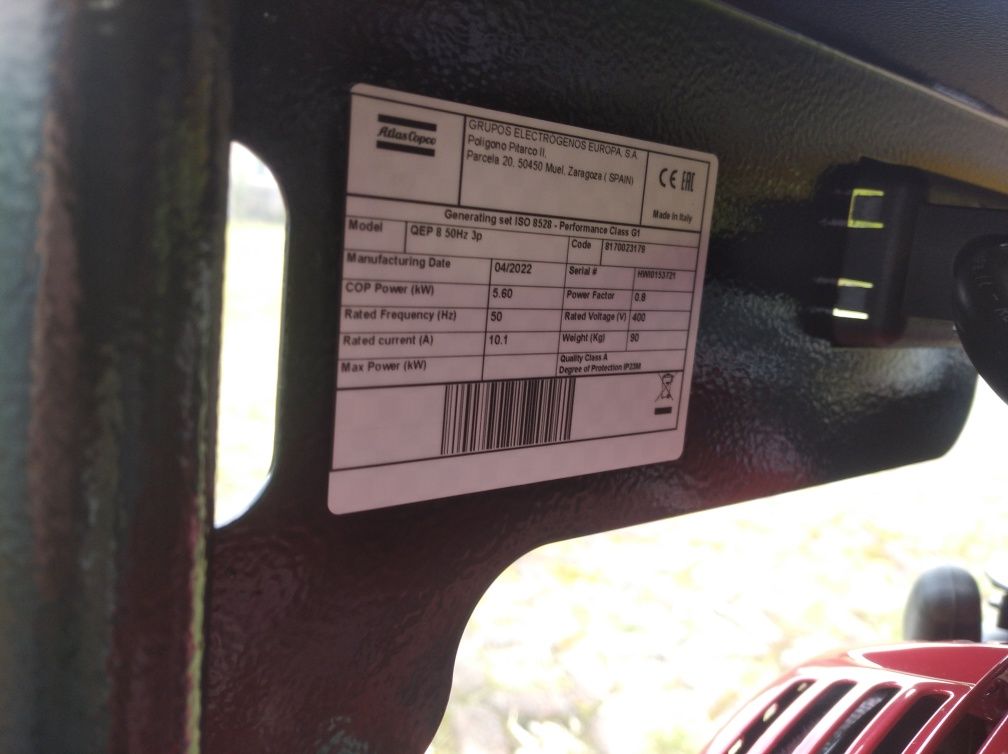 Atlas Copco
GRUPOS ELECTROGENOS EUROPA, S.A.
Poligono Pitarco II,
Parcela 20. 50450 Muel, Zaragoza ( SPAIN)
CE EAC
Made in Italy
Generating set ISO 8528 - Performance Class G1
Model QEP 8 50Hz 3p Code 8170023179
Manufacturing Date 04/2022 Serial # HWI0153721
COP Power (kW) 5.60 Power Factor 0.8
Rated Frequency (Hz) 50 Rated Voltage (V) 400
Rated current (A) 10.1 Weight (Kg) 90
Max Power (kW) Quality Class A
Degree of Protection IP23M